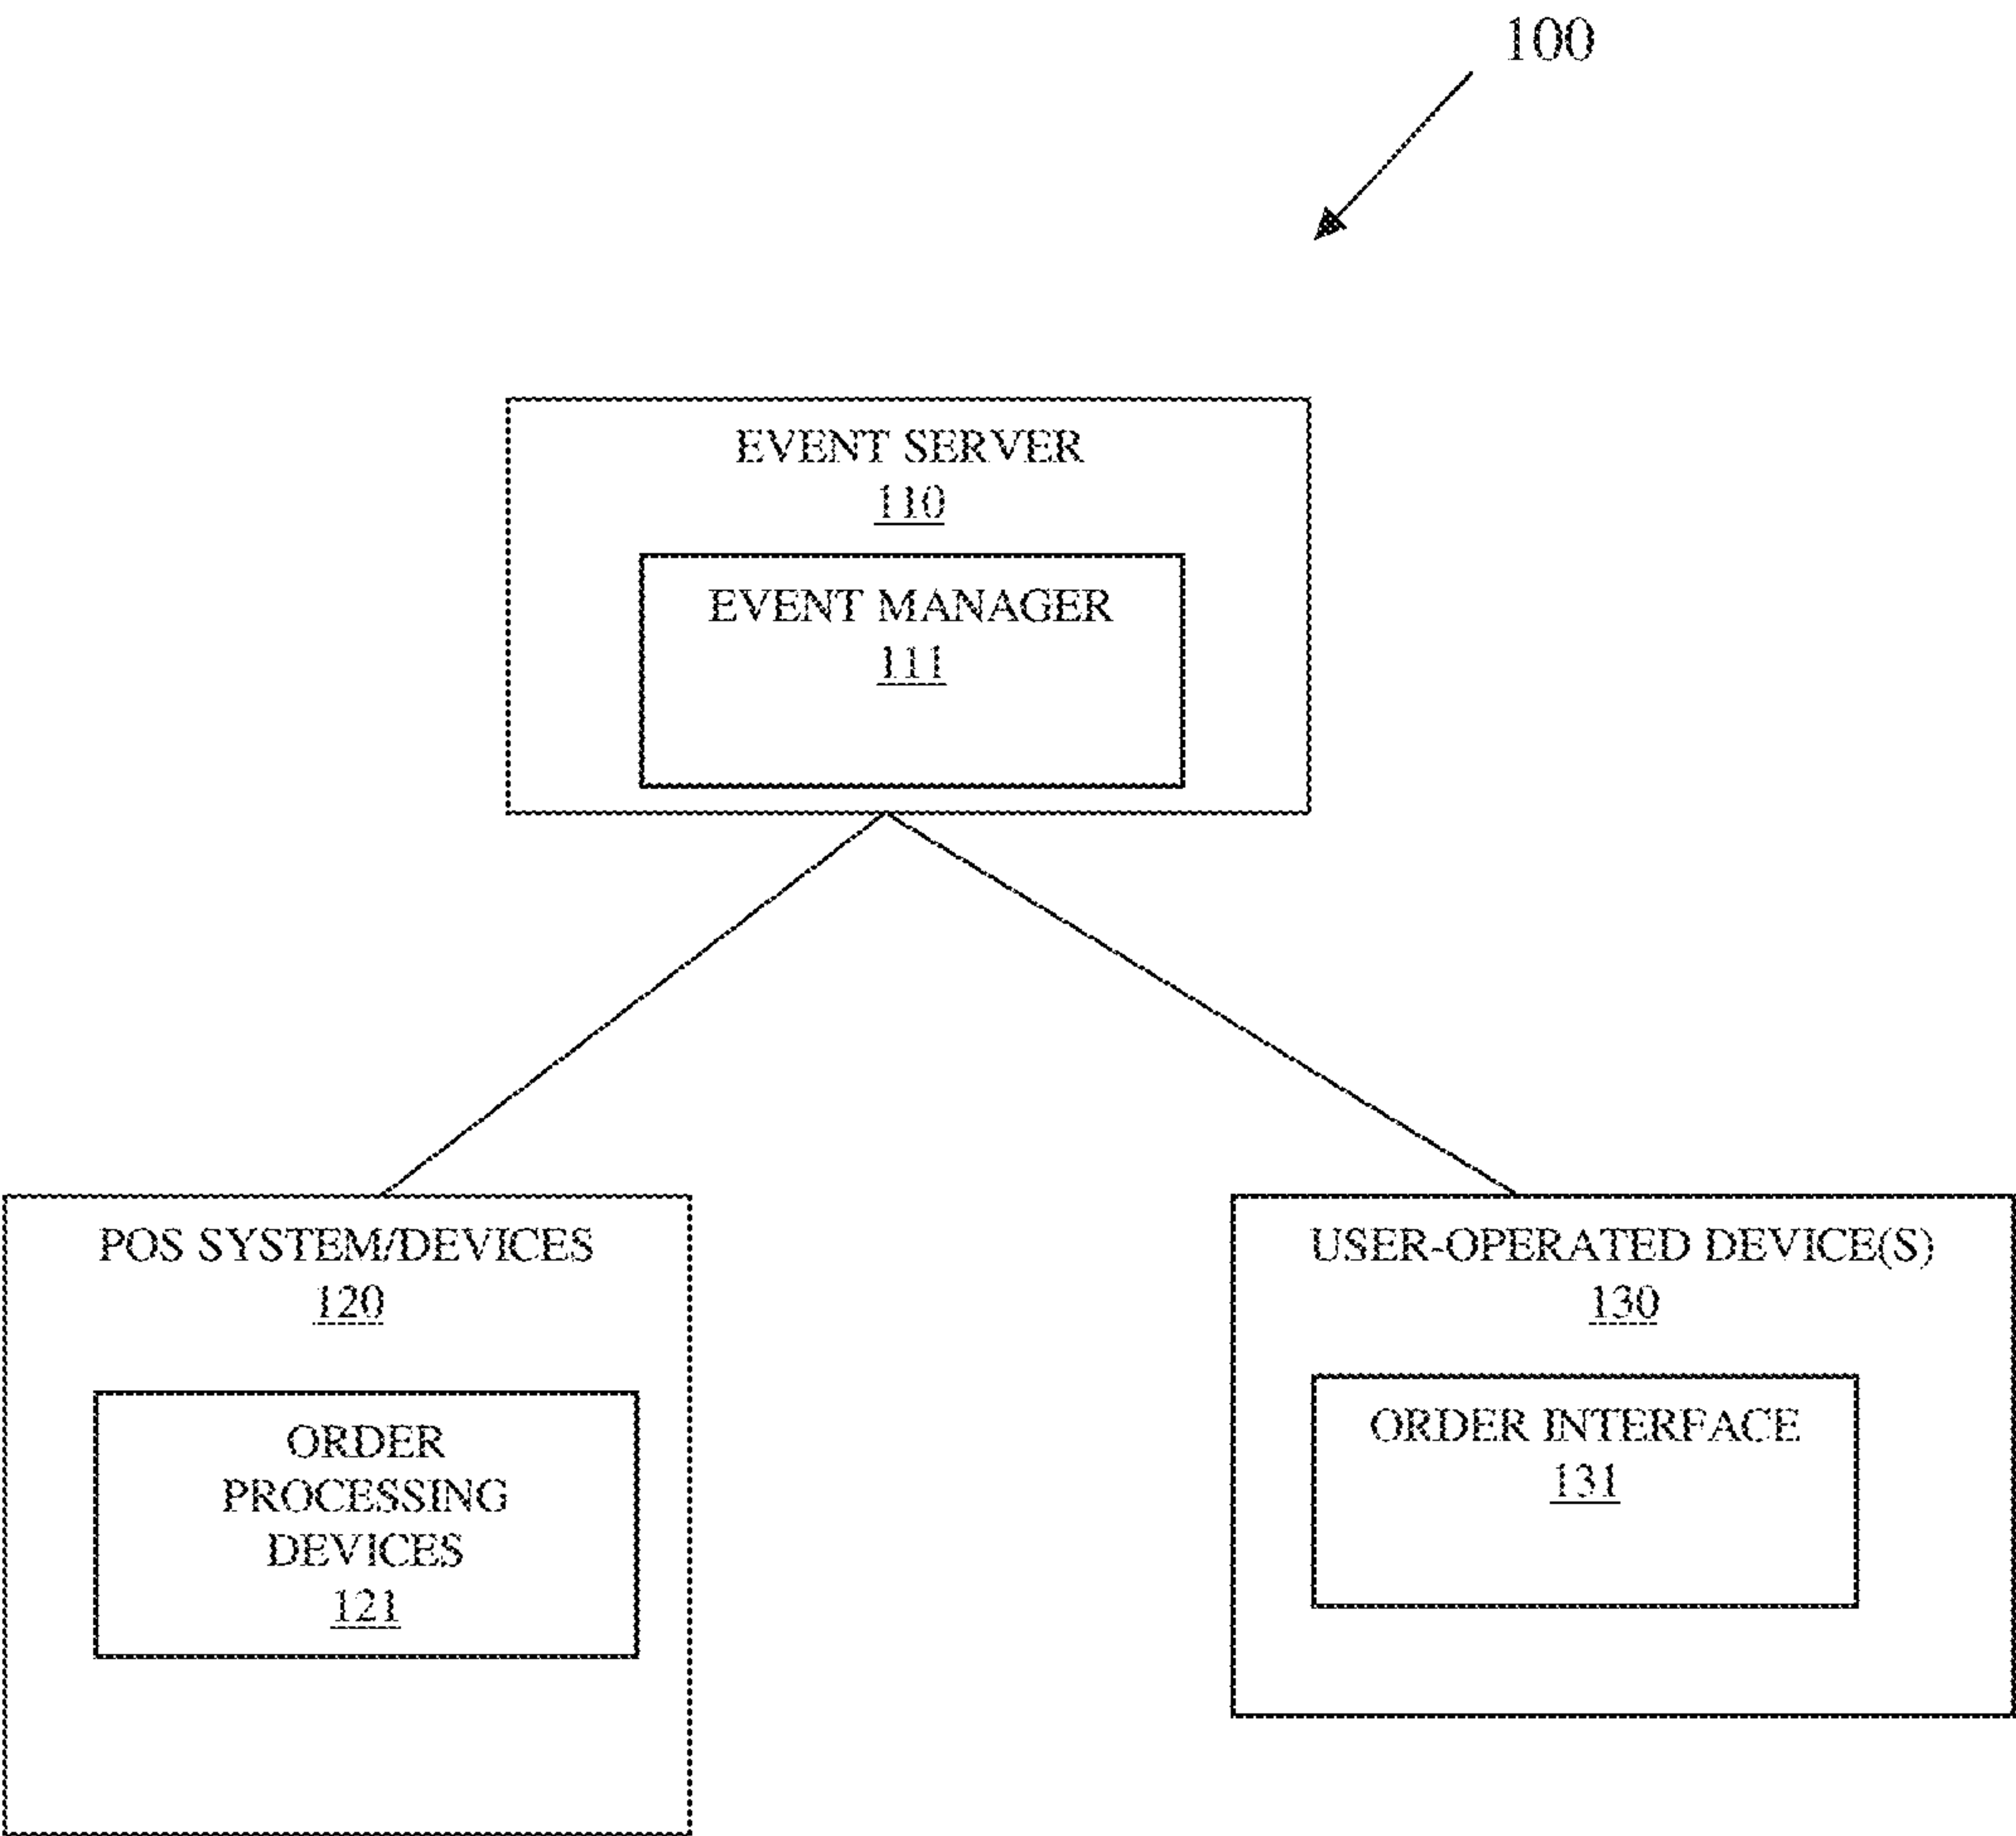 100
EVENT SERVER
110
EVENT MANAGER
111
POS SYSTEM/DEVICES
120
ORDER
PROCESSING
DEVICES
121
USER-OPERATED DEVICE(S)
130
ORDER INTERFACE
131